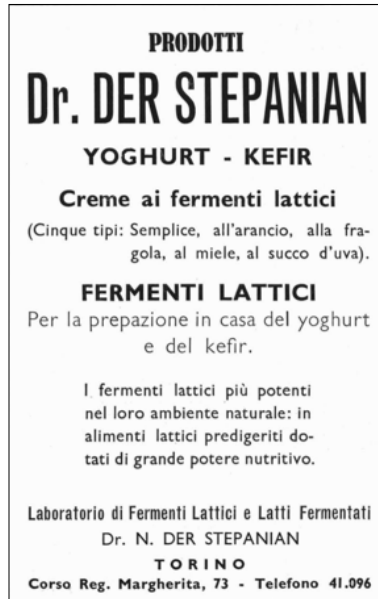 PRODOTTI
Dr. DER STEPANIAN
YOGHURT - KEFIR
Creme ai fermenti lattici
(Cinque tipi: Semplice, all'arancio, alla fra-
gola, al miele, al succo d'uva).
FERMENTI LATTICI
Per la prepazione in casa del yoghurt
e del kefir.
I fermenti lattici più potenti
nel loro ambiente naturale: in
alimenti lattici predigeriti do-
tati di grande potere nutritivo.
Laboratorio di Fermenti Lattici e Latti Fermentati
Dr. N. DER STEPANIAN
TORINO
Corso Reg. Margherita, 73 - Telefono 41.096